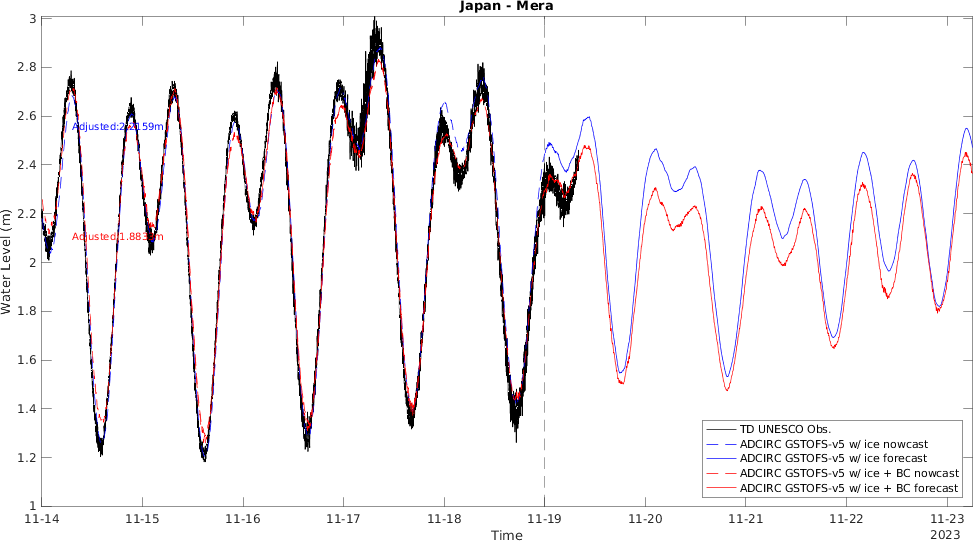 Japan - Mera
Water Level (m)
3
2.8
2.6
2.4
2.2
2
1.8
1.6
1.4
1.2
1
11-14
11-15
11-16
11-17
11-18
11-19
11-20
11-21
11-22
11-23
2023
Time
TD UNESCO Obs.
ADCIRC GSTOFS-v5 w/ ice nowcast
ADCIRC GSTOFS-v5 w/ ice forecast
ADCIRC GSTOFS-v5 w/ ice + BC nowcast
ADCIRC GSTOFS-v5 w/ ice + BC forecast